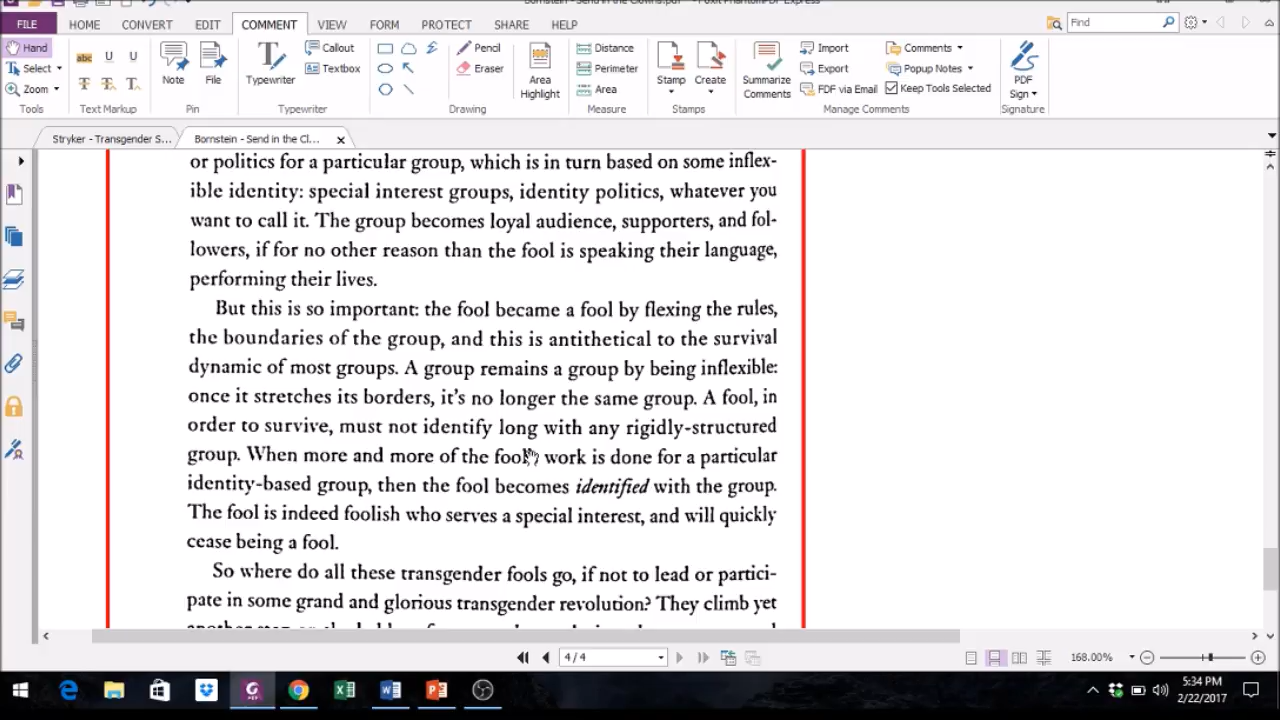 Bornstein - Send in the Clowns.pdf - Foxit PhantomPDF Express
FILE HOME CONVERT EDIT COMMENT VIEW FORM PROTECT SHARE HELP Find
Hand
Select
Zoom
Tools
abc U U
T T T
Text Markup
Note File
Pin
Typewriter
Callout
Textbox
Typewriter
Pencil
Eraser
Drawing
Area
Highlight
Distance
Perimeter
Area
Measure
Stamp Create
Stamps
Summarize
Comments
Import
Export
FDF via Email
Comments
Popup Notes
Keep Tools Selected
Manage Comments
PDF
Sign
Signature
Stryker - Transgender S... Bornstein - Send in the Cl...
or politics for a particular group, which is in turn based on some inflex-
ible identity: special interest groups, identity politics, whatever you
want to call it. The group becomes loyal audience, supporters, and fol-
lowers, if for no other reason than the fool is speaking their language,
performing their lives.
But this is so important: the fool became a fool by flexing the rules,
the boundaries of the group, and this is antithetical to the survival
dynamic of most groups. A group remains a group by being inflexible:
once it stretches its borders, it's no longer the same group. A fool, in
order to survive, must not identify long with any rigidly-structured
group. When more and more of the fool work is done for a particular
identity-based group, then the fool becomes identified with the group.
The fool is indeed foolish who serves a special interest, and will quickly
cease being a fool.
So where do all these transgender fools go, if not to lead or partici-
pate in some grand and glorious transgender revolution? They climb yet
4 / 4
168.00%
5:34 PM
2/22/2017